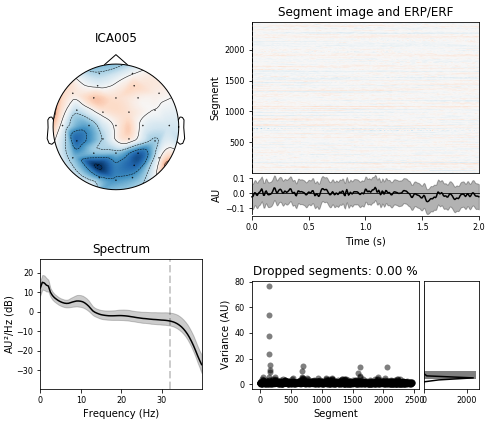 ICA005
Segment image and ERP/ERF
Segment
2000
1500
1000
500
AU
0.1
0.0
−0.1
0.0 0.5 1.0 1.5 2.0
Time (s)
Spectrum
AU²/Hz (dB)
20
10
0
−10
−20
−30
0 10 20 30
Frequency (Hz)
Dropped segments: 0.00 %
Variance (AU)
80
60
40
20
0
0 500 1000 1500 2000 2500
Segment
0 2000